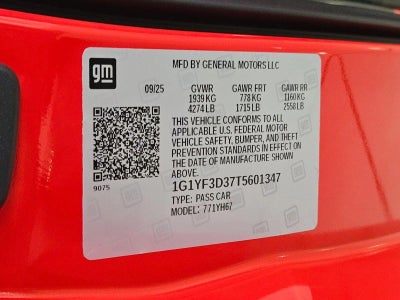 gm
MFD BY GENERAL MOTORS LLC
09/25 GVWR GAWR FRT GAWR RR
1939 KG 778 KG 1160 KG
4274 LB 1715 LB 2558 LB
THIS VEHICLE CONFORMS TO ALL
APPLICABLE U.S. FEDERAL MOTOR
VEHICLE SAFETY, BUMPER, AND THEFT
PREVENTION STANDARDS IN EFFECT ON
THE DATE OF MANUFACTURE SHOWN
ABOVE.
9075
1G1YF3D37T5601347
TYPE: PASS CAR
MODEL: 771YH67